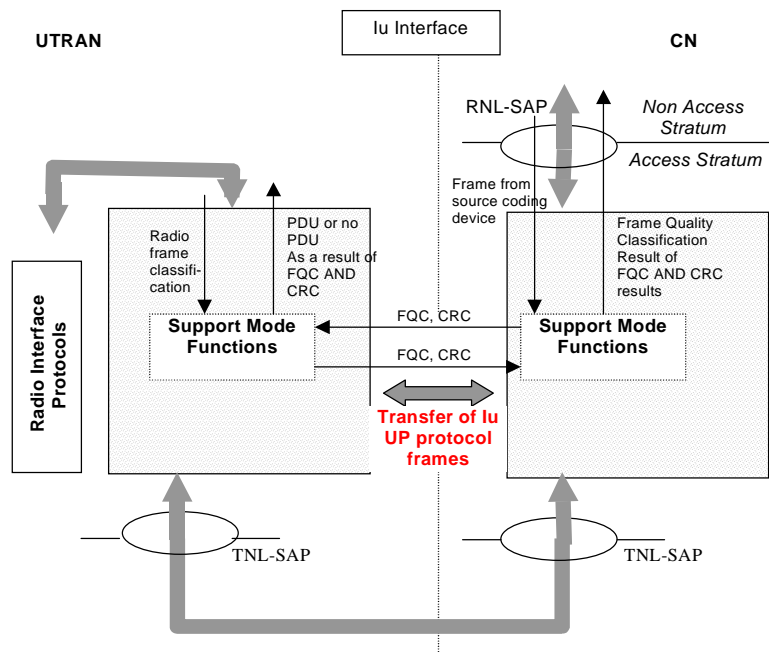 Iu Interface
UTRAN
CN
RNL-SAP
Non Access
Stratum
Access Stratum
Frame from
source coding
device
Radio
frame
classifi-
cation
PDU or no
PDU
As a result of
FQC AND
CRC
Frame Quality
Classification
Result of
FQC AND CRC
results
Radio Interface
Protocols
Support Mode
Functions
FQC, CRC
FQC, CRC
Support Mode
Functions
Transfer of Iu
UP protocol
frames
TNL-SAP
TNL-SAP